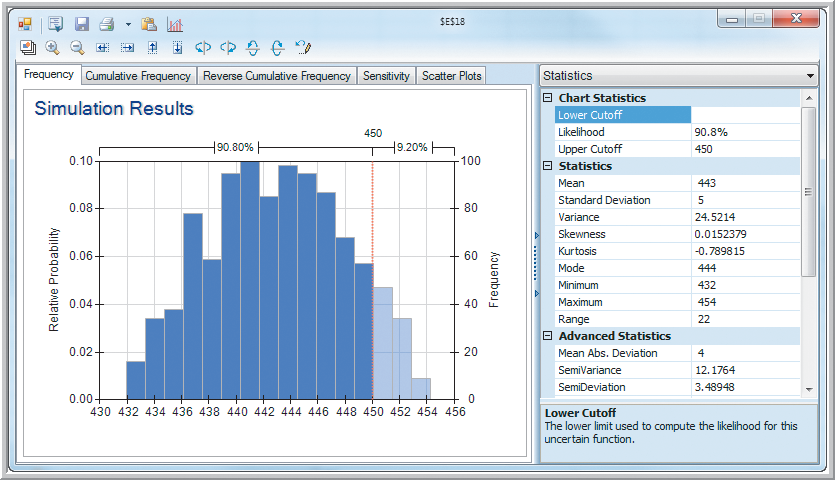 $E$18
Frequency Cumulative Frequency Reverse Cumulative Frequency Sensitivity Scatter Plots
Simulation Results
450
90.80% 9.20%
0.10 100
0.08 80
0.06 60
0.04 40
0.02 20
0.00 0
430 432 434 436 438 440 442 444 446 448 450 452 454 456
Relative Probability
Frequency
Statistics
Chart Statistics
Lower Cutoff
Likelihood 90.8%
Upper Cutoff 450
Statistics
Mean 443
Standard Deviation 5
Variance 24.5214
Skewness 0.0152379
Kurtosis -0.789815
Mode 444
Minimum 432
Maximum 454
Range 22
Advanced Statistics
Mean Abs. Deviation 4
SemiVariance 12.1764
SemiDeviation 3.48948
Lower Cutoff
The lower limit used to compute the likelihood for this
uncertain function.